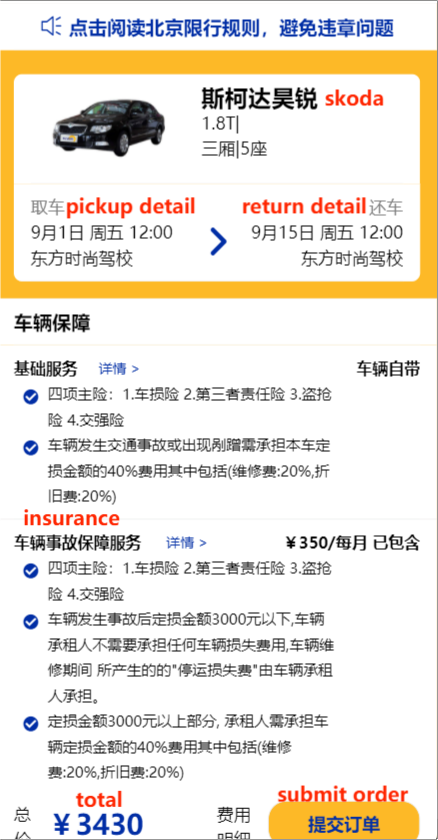 点击阅读北京限行规则，避免违章问题
斯柯达昊锐 skoda
1.8T|
三厢|5座
取车pickup detail return detail还车
9月1日 周五 12:00 9月15日 周五 12:00
东方时尚驾校 东方时尚驾校
车辆保障
基础服务 详情 > 车辆自带
四项主险：1.车损险 2.第三者责任险 3.盗抢
险 4.交强险
车辆发生交通事故或出现剐蹭需承担本车定
损金额的40%费用其中包括(维修费:20%,折
旧费:20%)
insurance
车辆事故保障服务 详情 > ￥350/每月 已包含
四项主险：1.车损险 2.第三者责任险 3.盗抢
险 4.交强险
车辆发生事故后定损金额3000元以下,车辆
承租人不需要承担任何车辆损失费用,车辆维
修期间 所产生的的"停运损失费"由车辆承租
人承担。
定损金额3000元以上部分, 承租人需承担车
辆定损金额的40%费用其中包括(维修
费:20%,折旧费:20%)
total submit order
总价 ￥3430 费用明细 提交订单